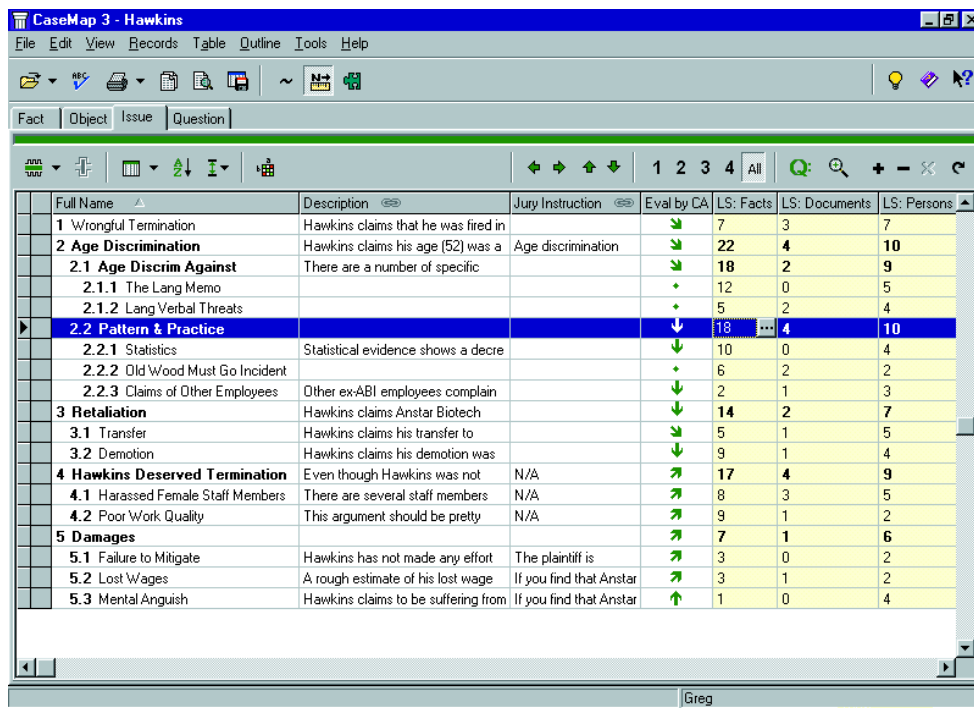 CaseMap 3 - Hawkins
File Edit View Records Table Outline Tools Help
ABC ~ N
Fact Object Issue Question
1 2 3 4 All Q: + -
Full Name Description Jury Instruction Eval by CA LS: Facts LS: Documents LS: Persons
1 Wrongful Termination Hawkins claims that he was fired in 7 3 7
2 Age Discrimination Hawkins claims his age (52) was a Age discrimination 22 4 10
2.1 Age Discrim Against There are a number of specific 18 2 9
2.1.1 The Lang Memo 12 0 5
2.1.2 Lang Verbal Threats 5 2 4
2.2 Pattern & Practice 18 ... 4 10
2.2.1 Statistics Statistical evidence shows a decre 10 0 4
2.2.2 Old Wood Must Go Incident 6 2 2
2.2.3 Claims of Other Employees Other ex-ABI employees complain 2 1 3
3 Retaliation Hawkins claims Anstar Biotech 14 2 7
3.1 Transfer Hawkins claims his transfer to 5 1 5
3.2 Demotion Hawkins claims his demotion was 9 1 4
4 Hawkins Deserved Termination Even though Hawkins was not N/A 17 4 9
4.1 Harassed Female Staff Members There are several staff members N/A 8 3 5
4.2 Poor Work Quality This argument should be pretty N/A 9 1 2
5 Damages 7 1 6
5.1 Failure to Mitigate Hawkins has not made any effort The plaintiff is 3 0 2
5.2 Lost Wages A rough estimate of his lost wage If you find that Anstar 3 1 2
5.3 Mental Anguish Hawkins claims to be suffering from If you find that Anstar 1 0 4
Greg